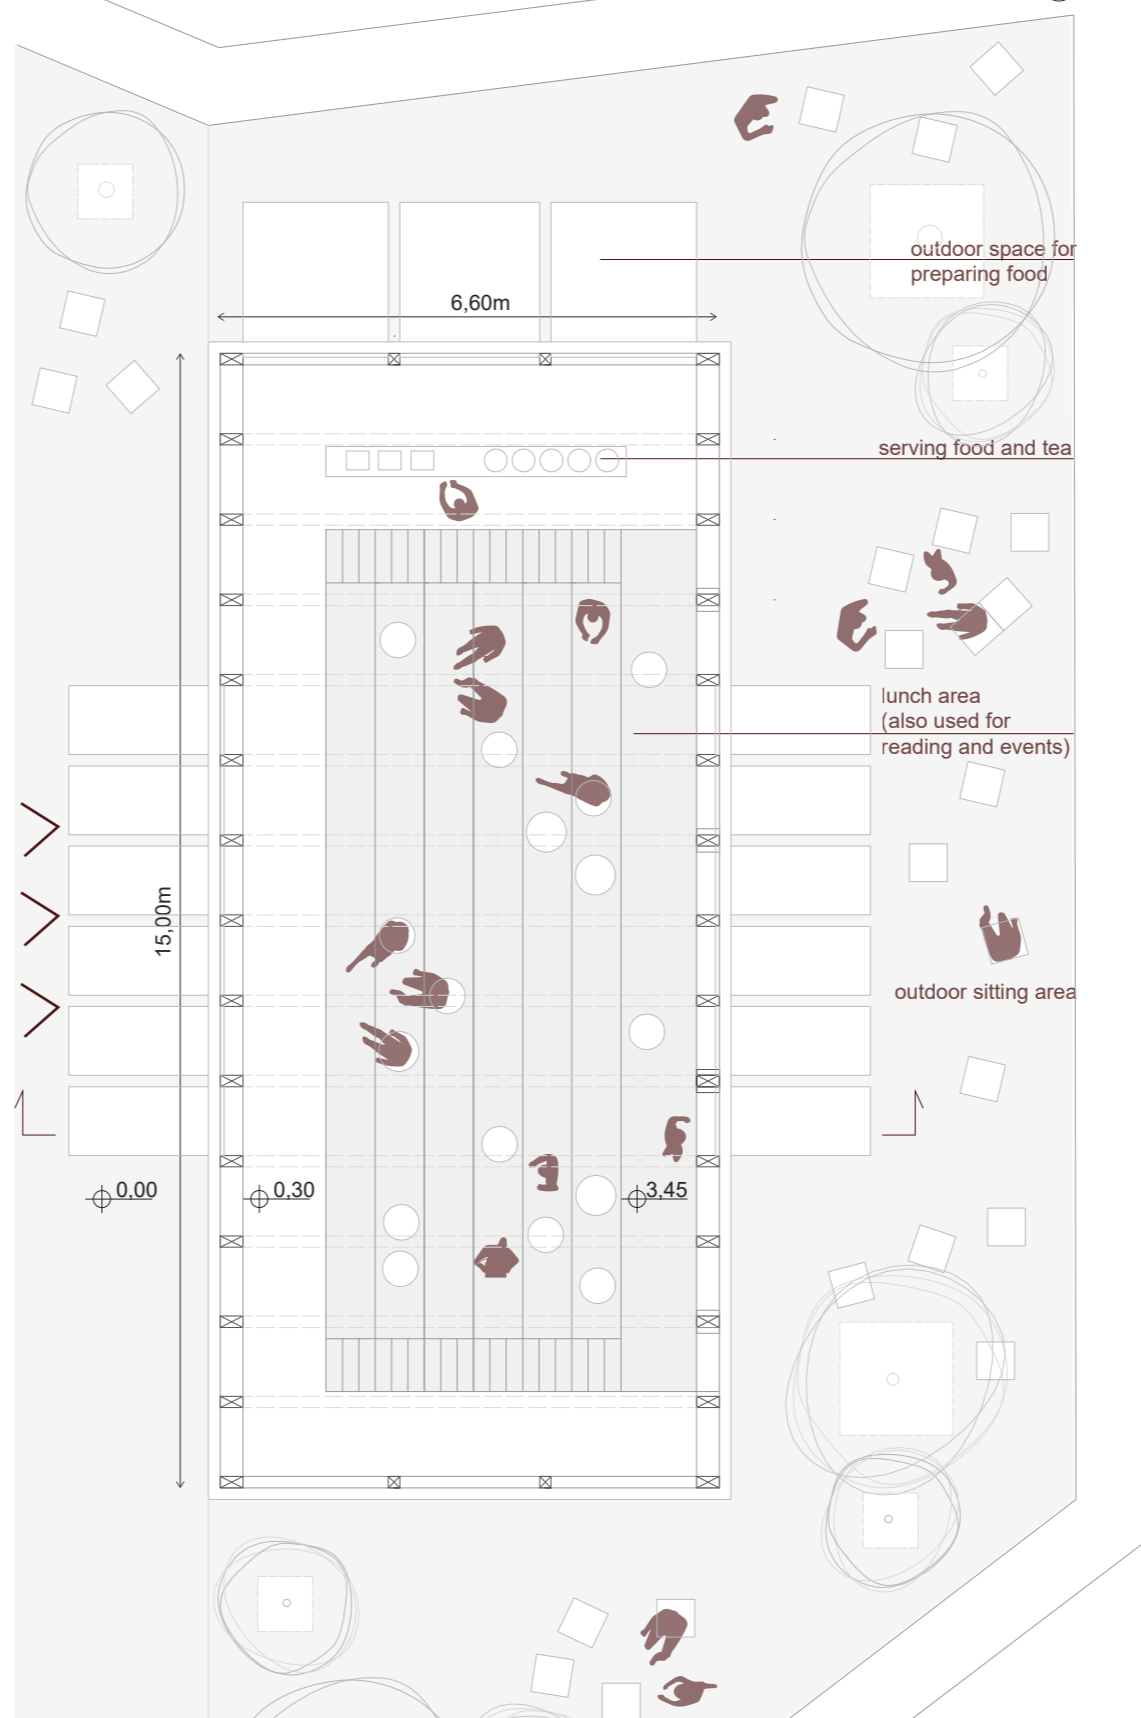 outdoor space for
preparing food
6,60m
serving food and tea
lunch area
(also used for
reading and events)
15,00m
outdoor sitting area
0,00
0,30
3,45